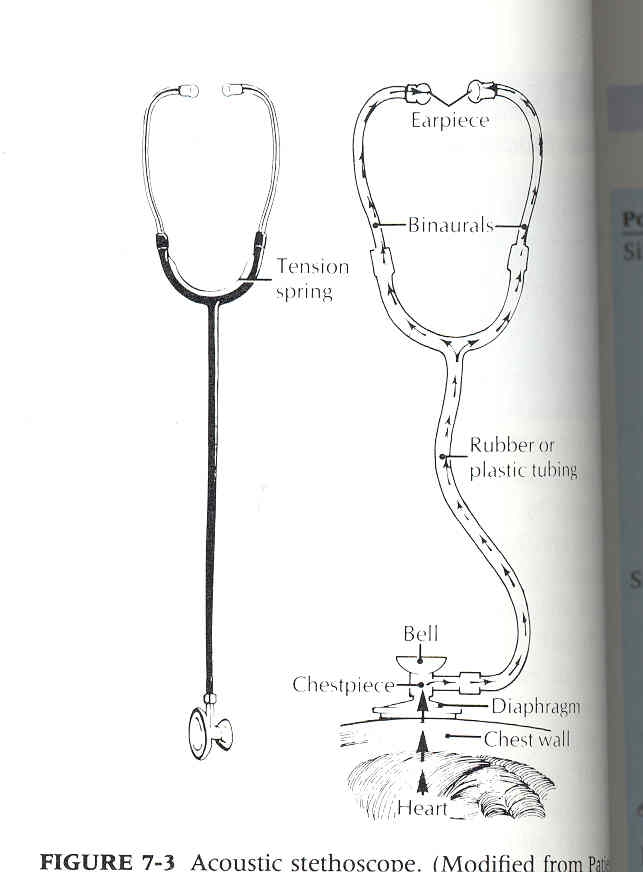 Earpiece
Binaurals
Tension
spring
Rubber or
plastic tubing
Bell
Chestpiece
Diaphragm
Chest wall
Heart
FIGURE 7-3 Acoustic stethoscope. (Modified from